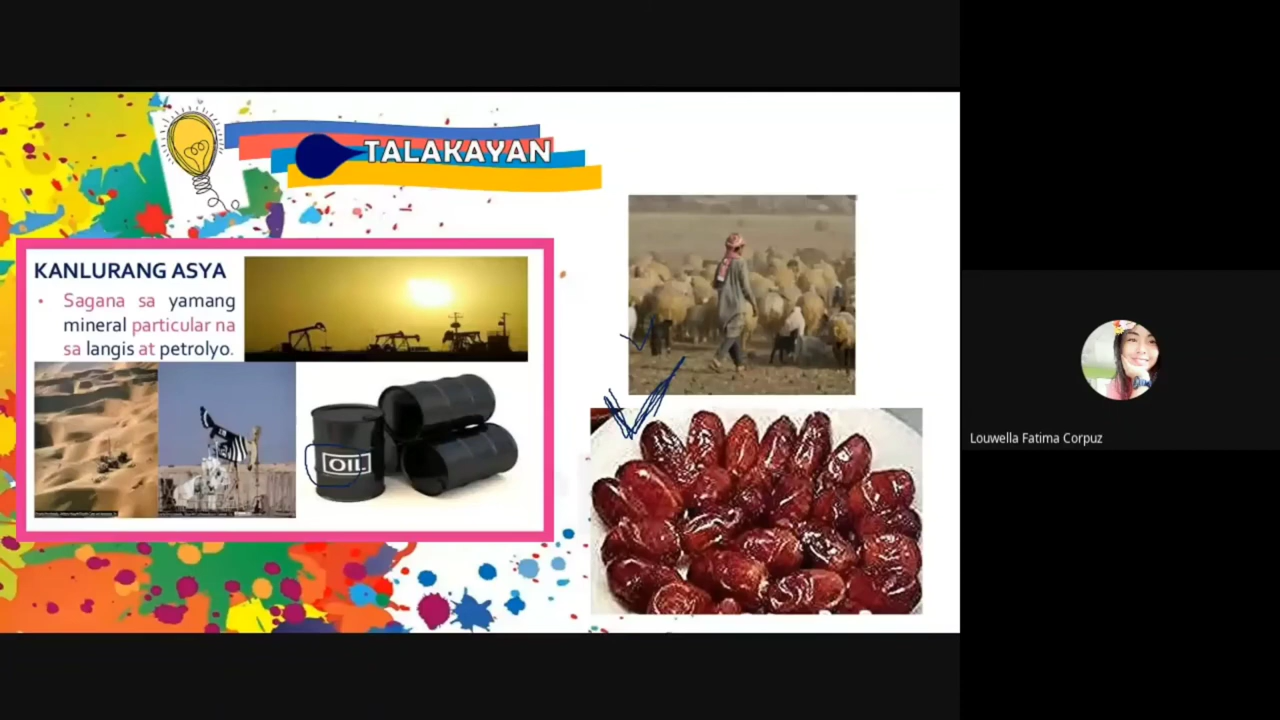 TALAKAYAN
KANLURANG ASYA
• Sagana sa yamang
mineral particular na
sa langis at petrolyo.
OIL
Louwella Fatima Corpuz